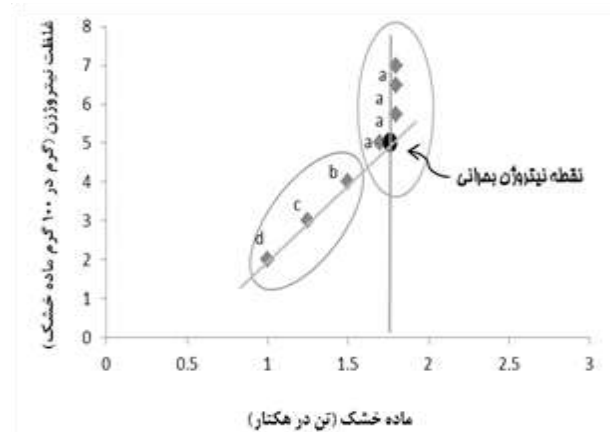 غلظت نیتروژن (گرم در ۱۰۰ گرم ماده خشک)
8
7
6
5
4
3
2
1
0
a
a
a
a
b
c
d
نقطه نیتروژن بحرانی
0
0.5
1
1.5
2
2.5
3
ماده خشک (تن در هکتار)